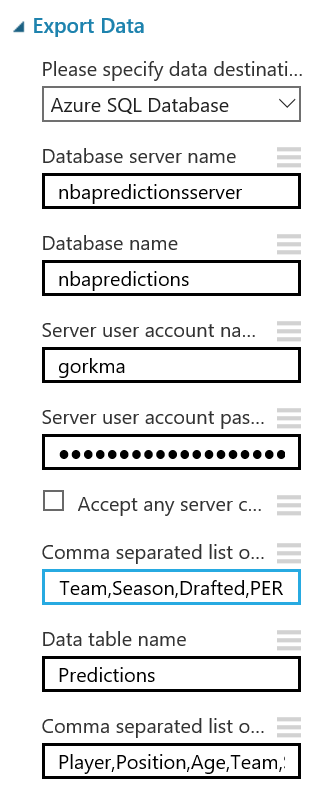 Export Data
Please specify data destinati...
Azure SQL Database
Database server name
nbapredictionsserver
Database name
nbapredictions
Server user account na...
gorkma
Server user account pas...
●●●●●●●●●●●●●●●●●●●
Accept any server c...
Comma separated list o...
Team,Season,Drafted,PER
Data table name
Predictions
Comma separated list o...
Player,Position,Age,Team,